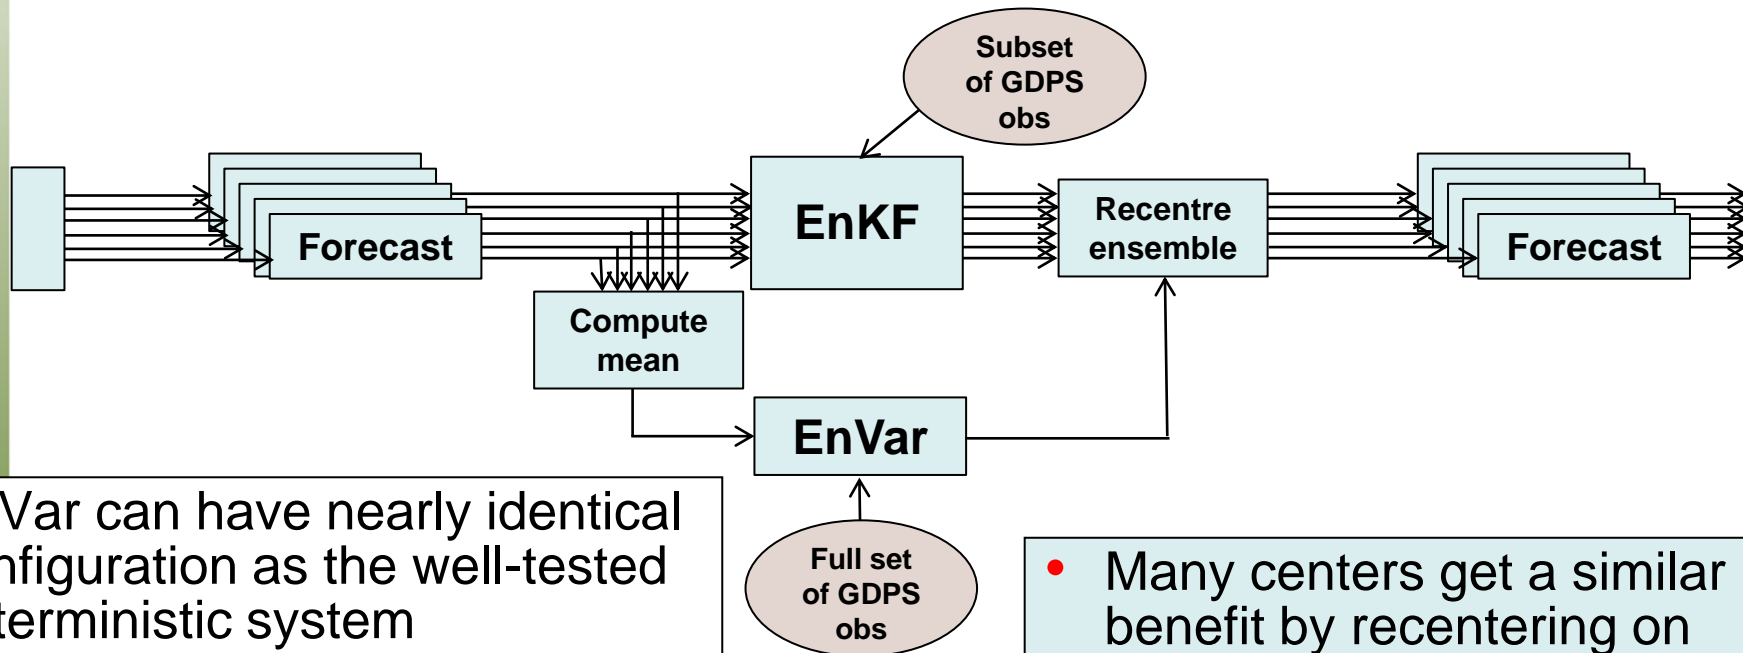 Subset
of GDPS
obs
Forecast
EnKF
Recentre
ensemble
Forecast
Compute
mean
EnVar
Full set
of GDPS
obs
Var can have nearly identical
nfiguration as the well-tested
terministic system
• Many centers get a similar
benefit by recentering on